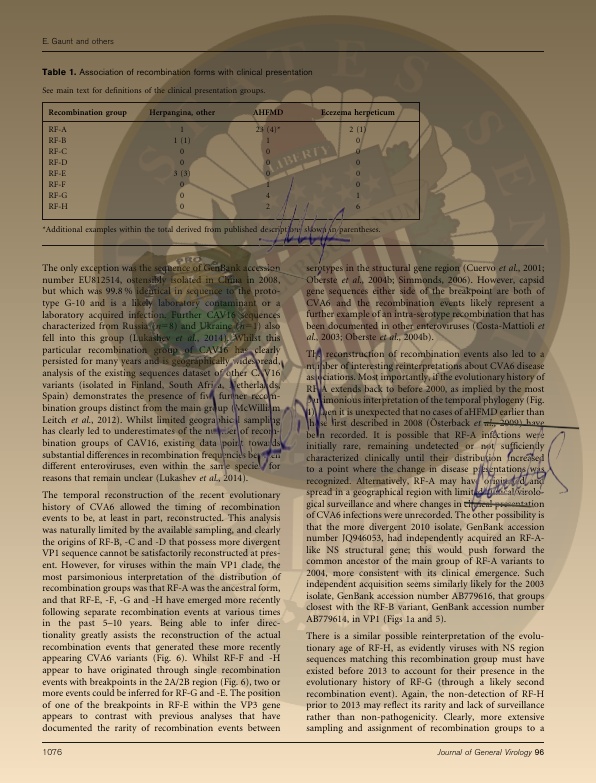 E. Gaunt and others
Table 1. Association of recombination forms with clinical presentation
See main text for definitions of the clinical presentation groups.
Recombination group Herpangina, other AHFMD Eczema herpeticum
RF-A 1 23 (4)* 2 (1)
RF-B 1 (1) 1 0
RF-C 0 0 0
RF-D 0 0 0
RF-E 3 (3) 0 0
RF-F 0 1 0
RF-G 0 4 1
RF-H 0 2 6
*Additional examples within the total derived from published descriptions shown in parentheses.
The only exception was the sequence of GenBank accession
number EU812514, ostensibly isolated in China in 2008,
but which was 99.8 % identical in sequence to the proto-
type G-10 and is a likely laboratory contaminant or a
laboratory acquired infection. Further CAV16 sequences
characterized from Russia (n=8) and Ukraine (n=1) also
fell into this group (Lukashev et al., 2014). Whilst this
particular recombination group of CAV16 has clearly
persisted for many years and is geographically widespread,
analysis of the existing sequences dataset of other CAV16
variants (isolated in Finland, South Africa, Netherlands,
Spain) demonstrates the presence of five further recom-
bination groups distinct from the main group (McWilliam
Leitch et al., 2012). Whilst limited geographical sampling
has clearly led to underestimates of the number of recom-
bination groups of CAV16, existing data point towards
substantial differences in recombination frequencies between
different enteroviruses, even within the same species for
reasons that remain unclear (Lukashev et al., 2014).
The temporal reconstruction of the recent evolutionary
history of CVA6 allowed the timing of recombination
events to be, at least in part, reconstructed. This analysis
was naturally limited by the available sampling, and clearly
the origins of RF-B, -C and -D that possess more divergent
VP1 sequence cannot be satisfactorily reconstructed at pres-
ent. However, for viruses within the main VP1 clade, the
most parsimonious interpretation of the distribution of
recombination groups was that RF-A was the ancestral form,
and that RF-E, -F, -G and -H have emerged more recently
following separate recombination events at various times
in the past 5–10 years. Being able to infer direc-
tionality greatly assists the reconstruction of the actual
recombination events that generated these more recently
appearing CVA6 variants (Fig. 6). Whilst RF-F and -H
appear to have originated through single recombination
events with breakpoints in the 2A/2B region (Fig. 6), two or
more events could be inferred for RF-G and -E. The position
of one of the breakpoints in RF-E within the VP3 gene
appears to contrast with previous analyses that have
documented the rarity of recombination events between
serotypes in the structural gene region (Cuervo et al., 2001;
Oberste et al., 2004b; Simmonds, 2006). However, capsid
gene sequences either side of the breakpoint are both of
CVA6 and the recombination events likely represent a
further example of an intra-serotype recombination that has
been documented in other enteroviruses (Costa-Mattioli et
al., 2003; Oberste et al., 2004b).
The reconstruction of recombination events also led to a
number of interesting reinterpretations about CVA6 disease
associations. Most importantly, if the evolutionary history of
RF-A extends back to before 2000, as implied by the most
parsimonious interpretation of the temporal phylogeny (Fig.
then it is unexpected that no cases of aHFMD earlier than
those first described in 2008 (Österback et al., 2009) have
been recorded. It is possible that RF-A infections were
initially rare, remaining undetected or not sufficiently
characterized clinically until their distribution increased
to a point where the change in disease presentations was
recognized. Alternatively, RF-A may have originated and
spread in a geographical region with limited clinical/virolo-
gical surveillance and where changes in clinical presentation
of CVA6 infections were unrecorded. The other possibility is
that the more divergent 2010 isolate, GenBank accession
number JQ946053, had independently acquired an RF-A-
like NS structural gene; this would push forward the
common ancestor of the main group of RF-A variants to
2004, more consistent with its clinical emergence. Such
independent acquisition seems similarly likely for the 2003
isolate, GenBank accession number AB779616, that groups
closest with the RF-B variant, GenBank accession number
AB779614, in VP1 (Figs 1a and 5).
There is a similar possible reinterpretation of the evolu-
tionary age of RF-H, as evidently viruses with NS region
sequences matching this recombination group must have
existed before 2013 to account for their presence in the
evolutionary history of RF-G (through a likely second
recombination event). Again, the non-detection of RF-H
prior to 2013 may reflect its rarity and lack of surveillance
rather than non-pathogenicity. Clearly, more extensive
sampling and assignment of recombination groups to a
1076 Journal of General Virology 96